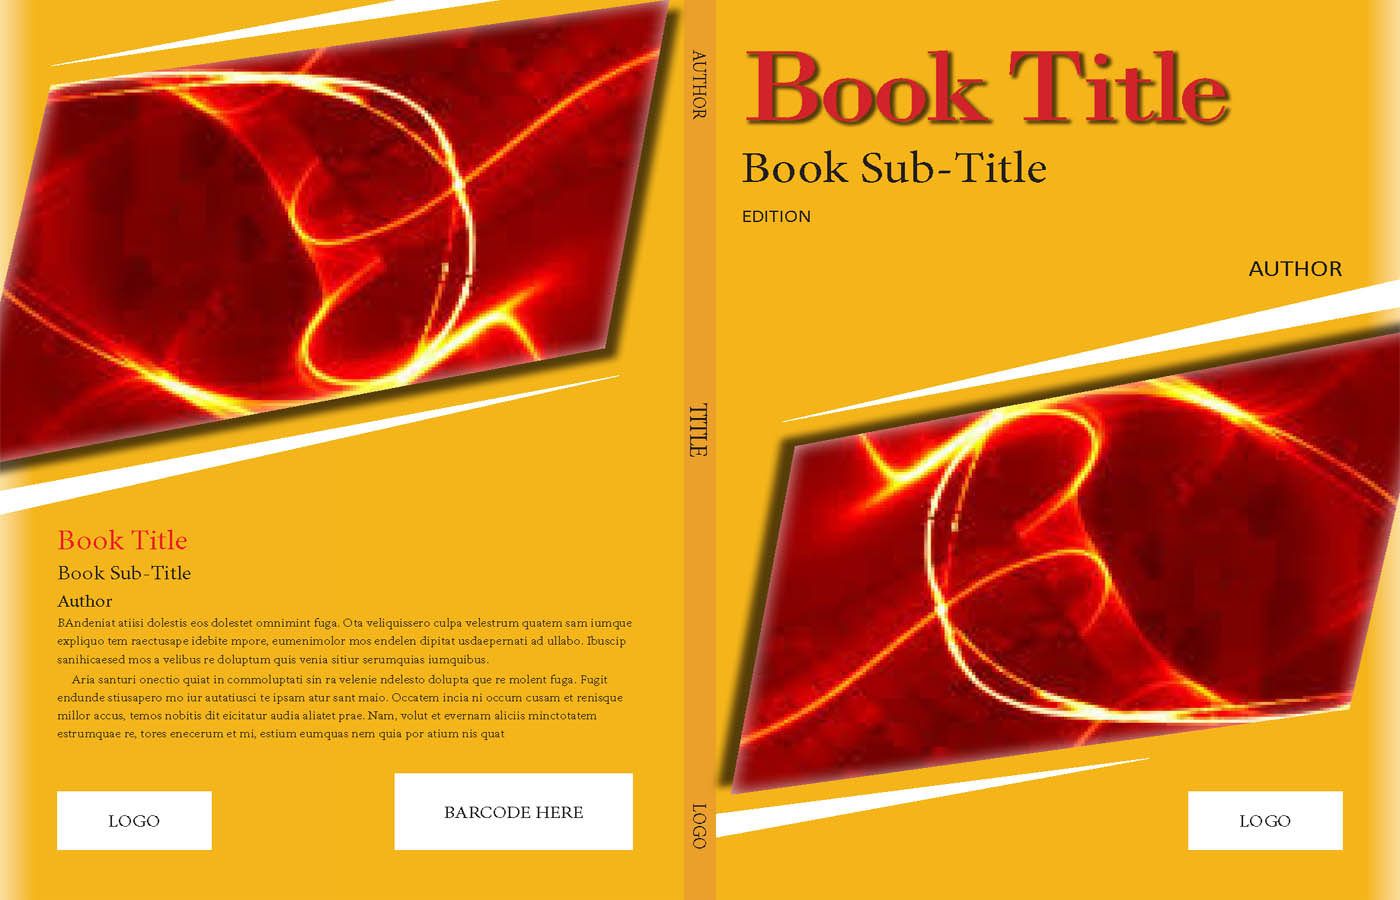 Book Title
Book Sub-Title
Author
BAndeniat atiisi dolestis eos dolestet omnimint fuga. Ota veliquissero culpa velestrum quatem sam iumque
expliquo tem raectusape idebite mpore, eumenimolor mos endelen dipitat usdaepernati ad ullabo. Ibuscip
sanihicaesed mos a velibus re doluptum quis venia sitiur serumquias iumquibus.
Aria santuri onectio quiat in commoluptati sin ra velenie ndelesto dolupta que re molent fuga. Fugit
endunde stiusapero mo iur autatiusci te ipsam atur sant maio. Occatem incia ni occum cusam et renisque
millor accus, temos nobitis dit eicitatur audia aliatet prae. Nam, volut et evernam aliciis minctotatem
estrumquae re, tores enecerum et mi, estium eumquas nem quia por atium nis quat
LOGO
BARCODE HERE
AUTHOR
TITLE
LOGO
Book Title
Book Sub-Title
EDITION
AUTHOR
LOGO